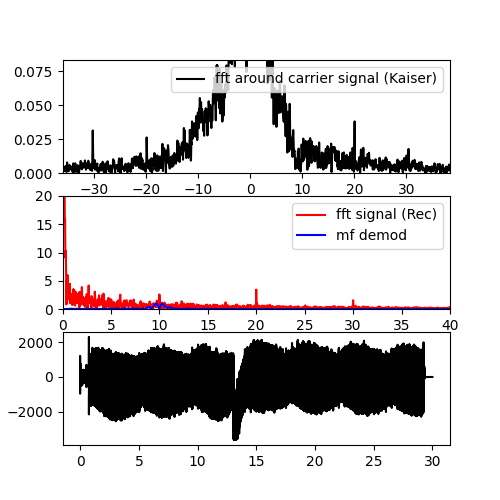 0.075
0.050
0.025
0.000
fft around carrier signal (Kaiser)
−30 −20 −10 0 10 20 30
20
15
10
5
0
fft signal (Rec)
mf demod
0 5 10 15 20 25 30 35 40
2000
0
−2000
0 5 10 15 20 25 30